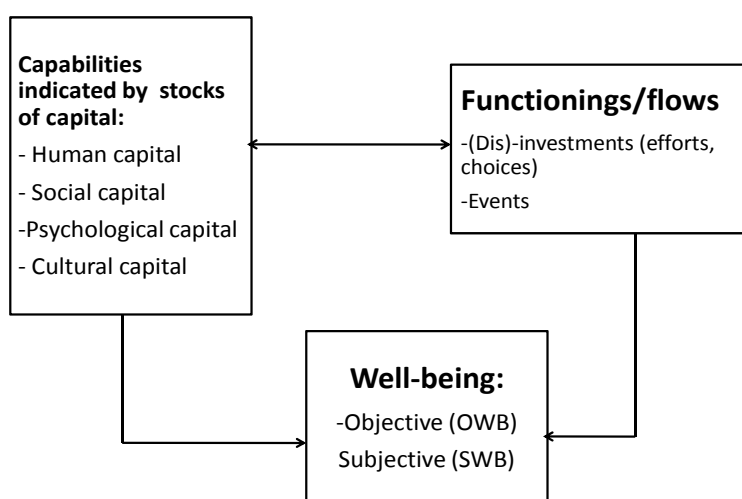 Capabilities
indicated by stocks
of capital:
- Human capital
- Social capital
-Psychological capital
- Cultural capital
Functionings/flows
-(Dis)-investments (efforts,
choices)
-Events
Well-being:
-Objective (OWB)
Subjective (SWB)